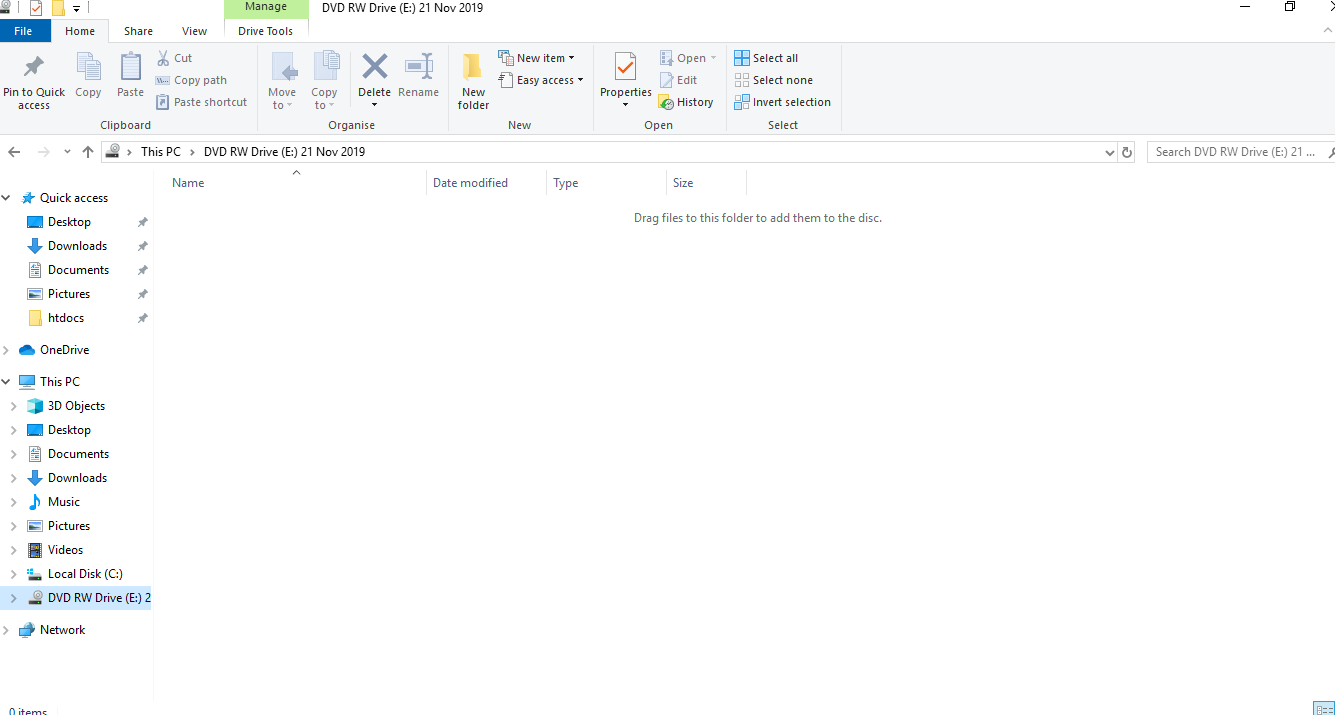 Manage
DVD RW Drive (E:) 21 Nov 2019
File
Home
Share
View
Drive Tools
Pin to Quick access
Copy
Paste
Cut
Copy path
Paste shortcut
Clipboard
Move to
Copy to
Delete
Rename
Organise
New folder
New item
Easy access
New
Properties
Open
Edit
History
Open
Select all
Select none
Invert selection
Select
This PC
DVD RW Drive (E:) 21 Nov 2019
Search DVD RW Drive (E:) 21 ...
Name
Date modified
Type
Size
Drag files to this folder to add them to the disc.
Quick access
Desktop
Downloads
Documents
Pictures
htdocs
OneDrive
This PC
3D Objects
Desktop
Documents
Downloads
Music
Pictures
Videos
Local Disk (C:)
DVD RW Drive (E:) 2
Network
0 items